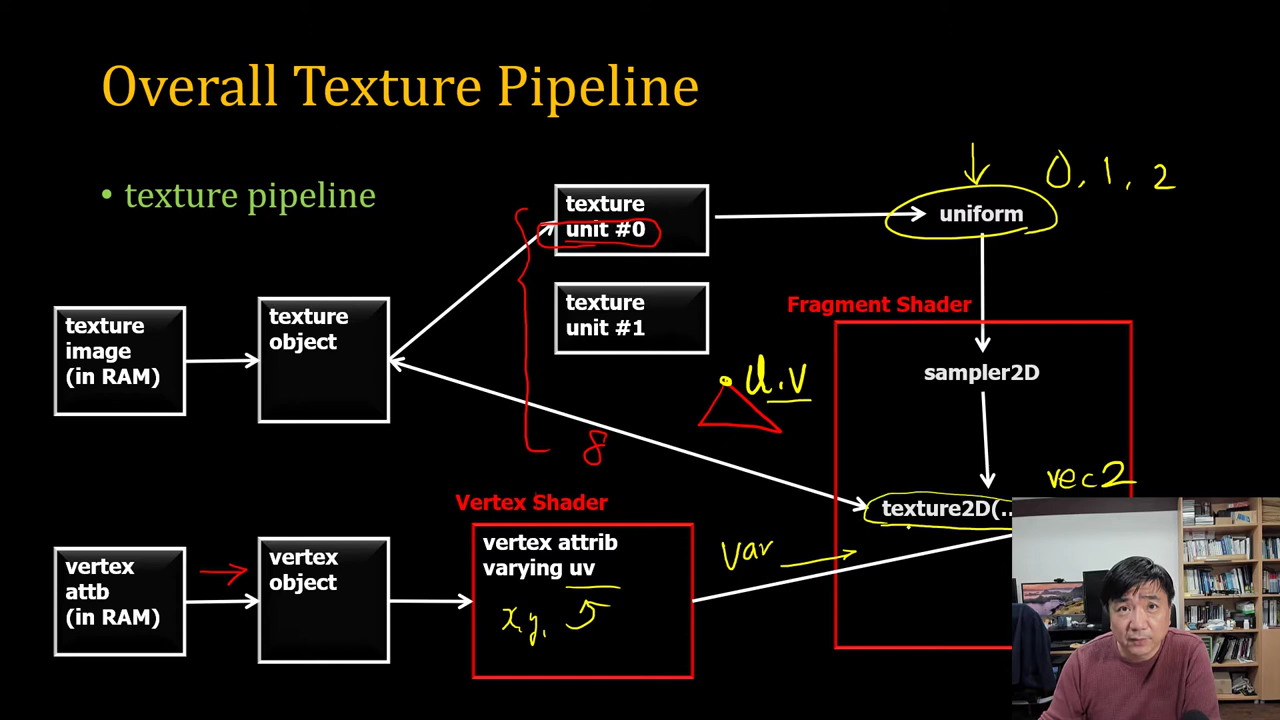 Overall Texture Pipeline
• texture pipeline
texture
unit #0
uniform
0, 1, 2
texture
unit #1
Fragment Shader
texture
image
(in RAM)
texture
object
sampler2D
u.v
8
vec2
texture2D(..
Vertex Shader
vertex
attb
(in RAM)
vertex
object
vertex attrib
varying uv
x, y,
var